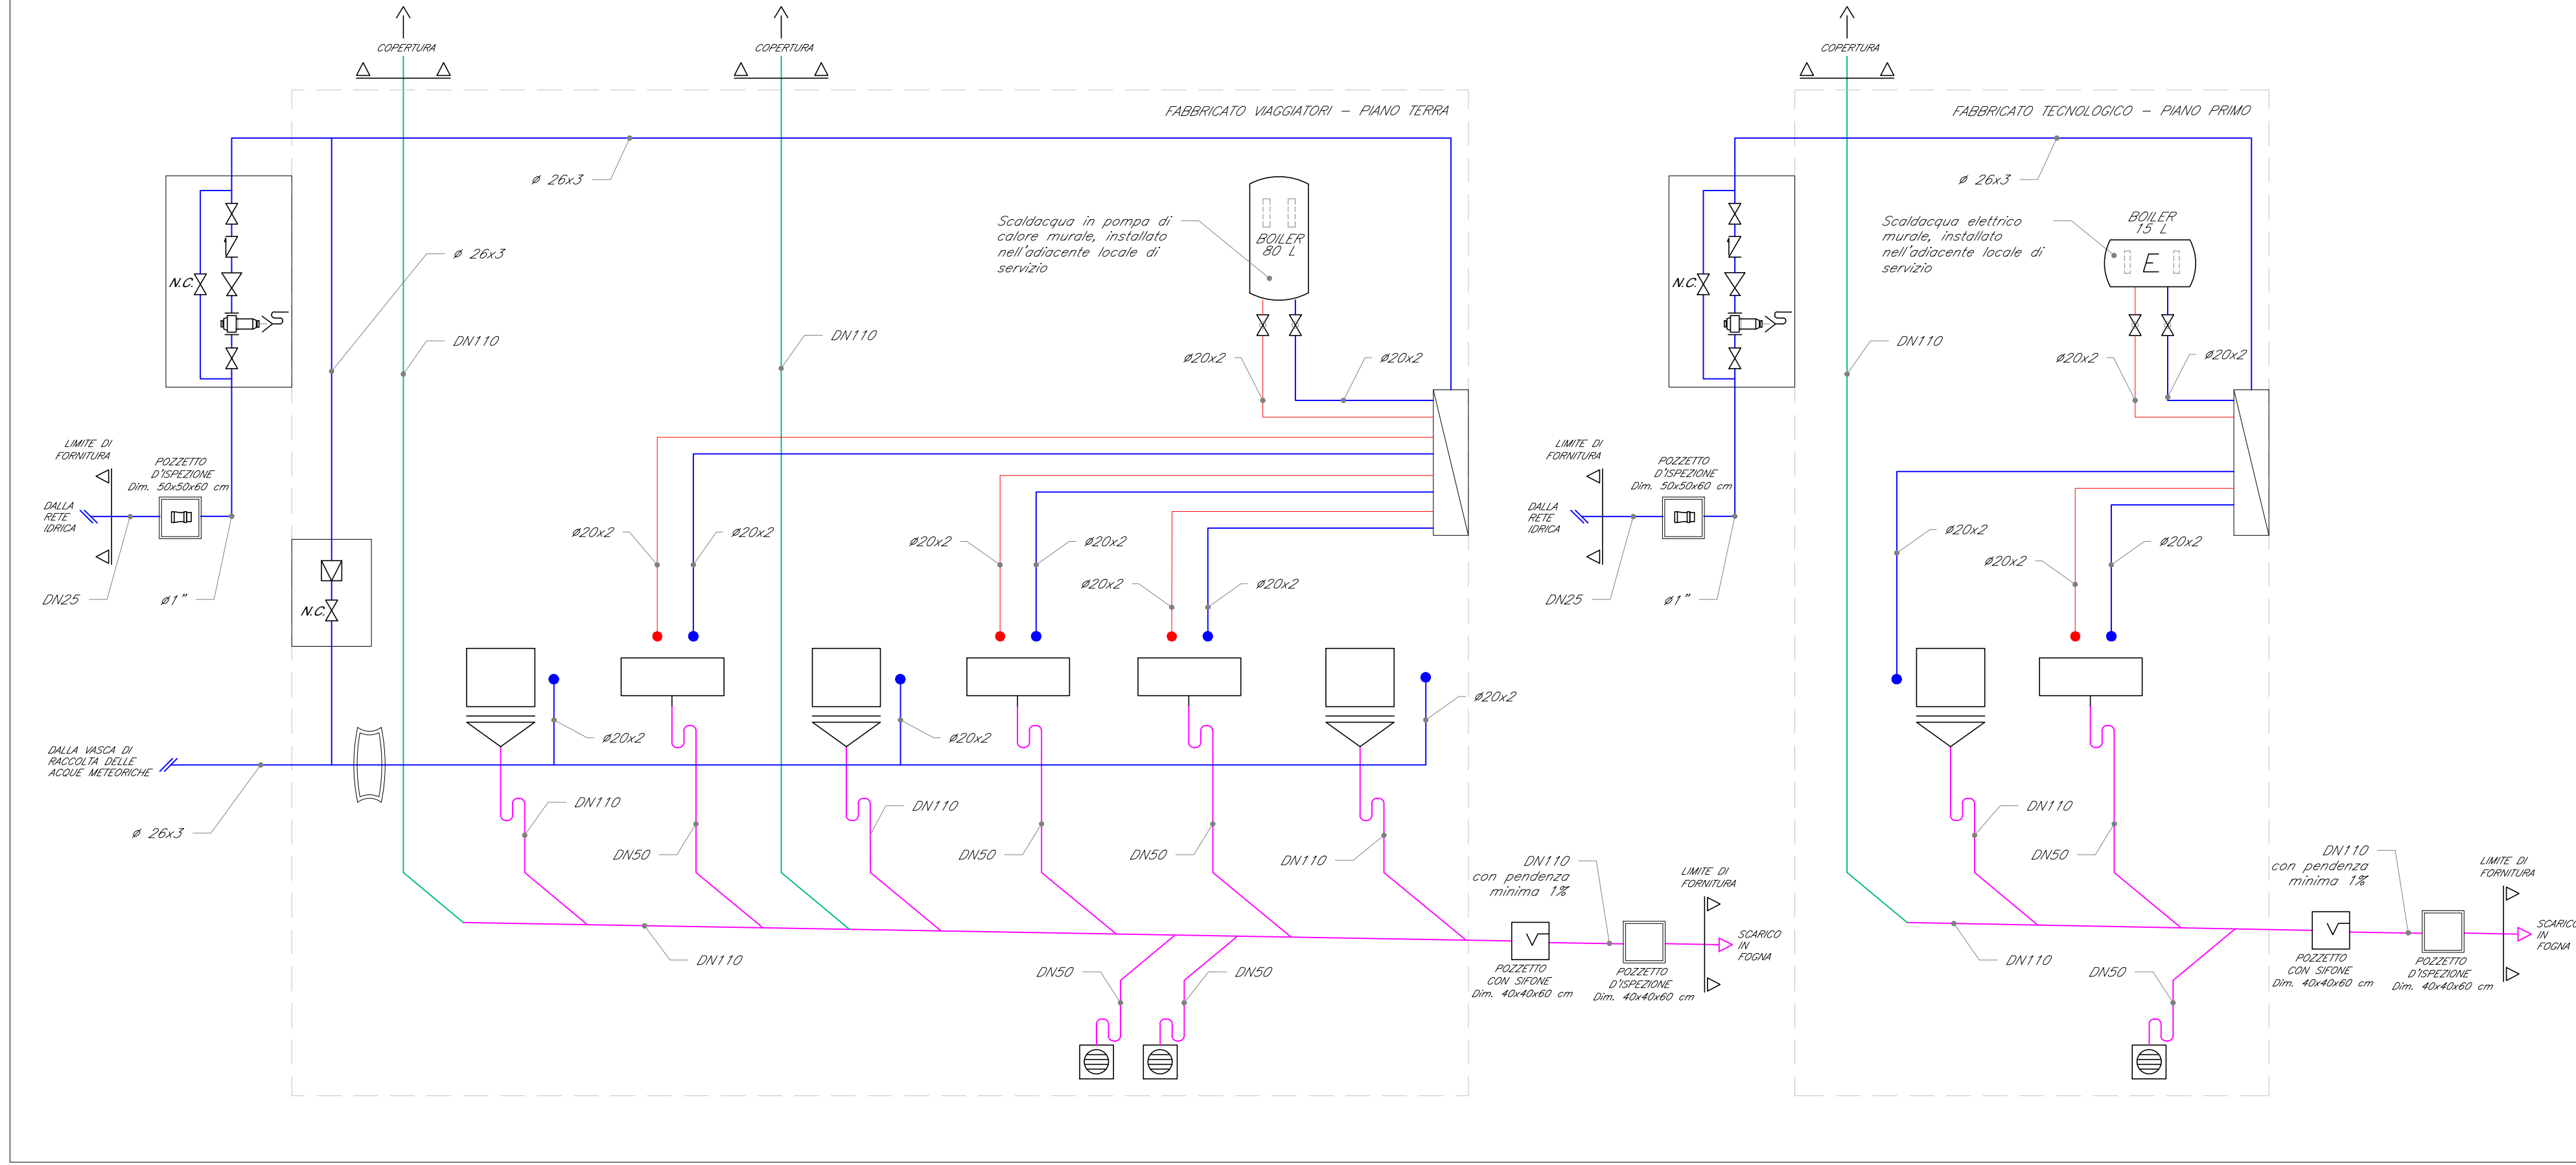 COPERTURA
COPERTURA
COPERTURA
FABBRICATO VIAGGIATORI - PIANO TERRA
FABBRICATO TECNOLOGICO - PIANO PRIMO
ø 26x3
ø 26x3
N.C.
ø 26x3
DN110
DN110
Scaldacqua in pompa di
calore murale, installato
nell'adiacente locale di
servizio
BOILER
80 L
ø20x2
ø20x2
LIMITE DI
FORNITURA
POZZETTO
D'ISPEZIONE
Dim. 50x50x60 cm
DALLA
RETE
IDRICA
DN25
ø1"
N.C.
ø20x2
ø20x2
ø20x2
ø20x2
ø20x2
ø20x2
ø20x2
ø20x2
ø20x2
DALLA VASCA DI
RACCOLTA DELLE
ACQUE METEORICHE
ø 26x3
DN110
DN50
DN110
DN50
DN50
DN110
DN110
DN50
DN50
DN110
con pendenza
minima 1%
LIMITE DI
FORNITURA
SCARICO
IN
FOGNA
POZZETTO
CON SIFONE
Dim. 40x40x60 cm
POZZETTO
D'ISPEZIONE
Dim. 40x40x60 cm
N.C.
Scaldacqua elettrico
murale, installato
nell'adiacente locale di
servizio
BOILER
15 L
E
DN110
ø20x2
ø20x2
LIMITE DI
FORNITURA
POZZETTO
D'ISPEZIONE
Dim. 50x50x60 cm
DALLA
RETE
IDRICA
DN25
ø1"
ø20x2
ø20x2
ø20x2
DN110
DN50
DN110
DN50
DN110
con pendenza
minima 1%
LIMITE DI
FORNITURA
SCARICO
IN
FOGNA
POZZETTO
CON SIFONE
Dim. 40x40x60 cm
POZZETTO
D'ISPEZIONE
Dim. 40x40x60 cm